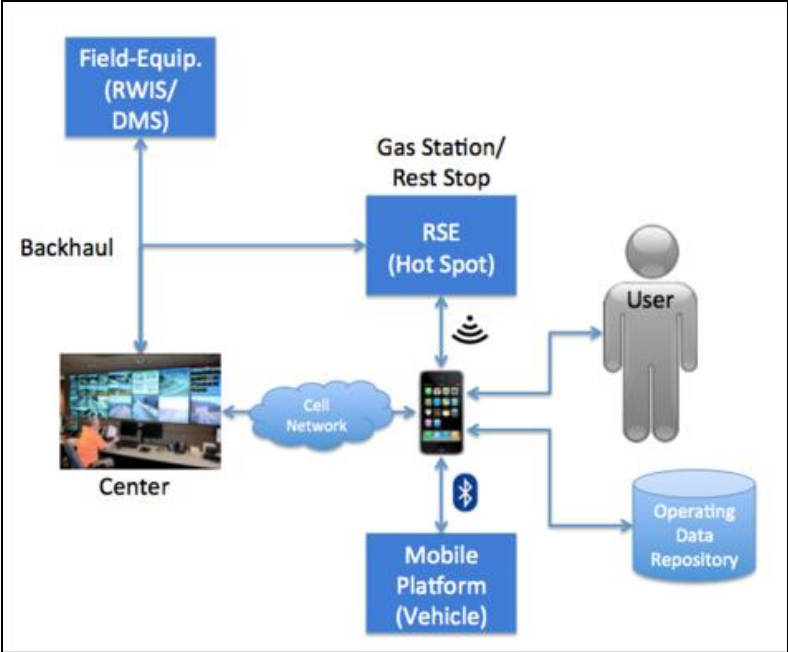 Field-Equip.
(RWIS/
DMS)
Gas Station/
Rest Stop
Backhaul
RSE
(Hot Spot)
User
Cell
Network
Center
Operating
Data
Repository
Mobile
Platform
(Vehicle)